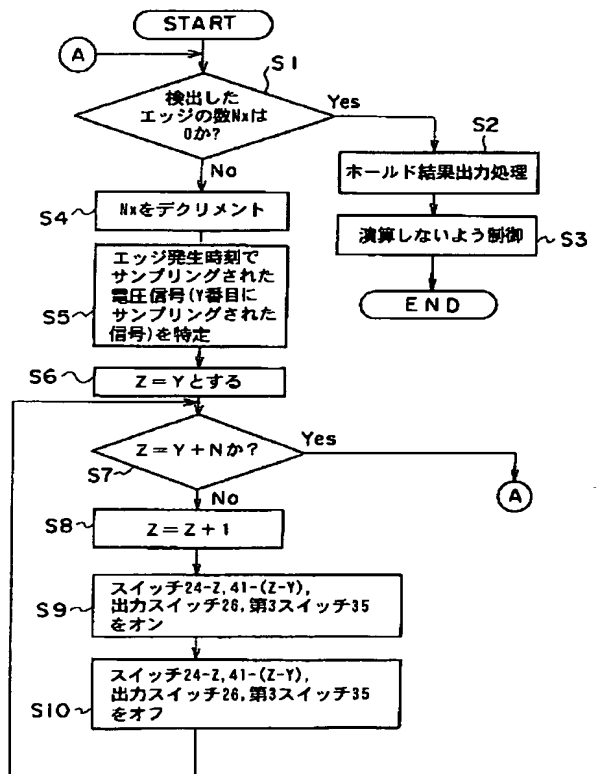 START
A
S1
検出した
エッジの数Nxは
0か?
Yes
No
S2
ホールド結果出力処理
S4
Nxをデクリメント
演算しないよう制御
S3
エッジ発生時刻で
サンプリングされた
電圧信号(Y番目に
サンプリングされた
信号)を特定
S5
END
S6
Z=Yとする
Z=Y+Nか?
Yes
S7
No
A
S8
Z=Z+1
スイッチ24-Z,41-(Z-Y),
出力スイッチ26,第3スイッチ35
をオン
S9
スイッチ24-Z,41-(Z-Y),
出力スイッチ26,第3スイッチ35
をオフ
S10